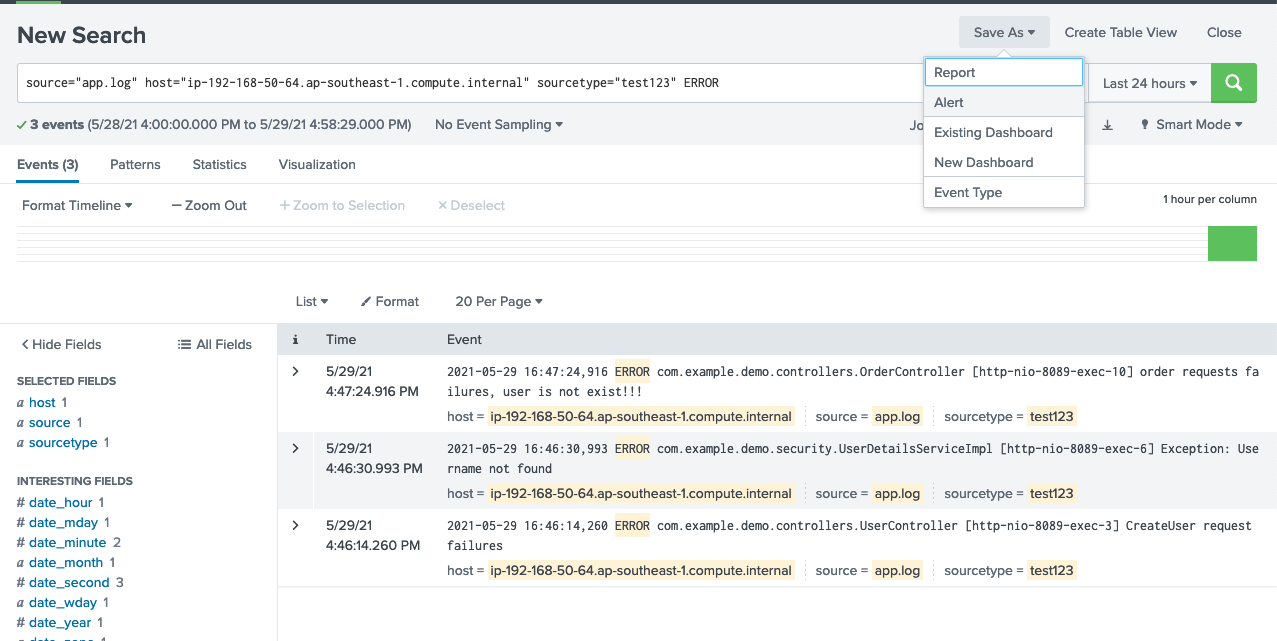 New Search
Save As
Create Table View
Close
source="app.log" host="ip-192-168-50-64.ap-southeast-1.compute.internal" sourcetype="test123" ERROR
Last 24 hours
Report
Alert
Existing Dashboard
New Dashboard
Event Type
3 events (5/28/21 4:00:00.000 PM to 5/29/21 4:58:29.000 PM)
No Event Sampling
Smart Mode
Events (3)
Patterns
Statistics
Visualization
Format Timeline
Zoom Out
+ Zoom to Selection
× Deselect
1 hour per column
List
Format
20 Per Page
Hide Fields
All Fields
SELECTED FIELDS
a host 1
a source 1
a sourcetype 1
INTERESTING FIELDS
# date_hour 1
# date_mday 1
# date_minute 2
a date_month 1
# date_second 3
a date_wday 1
# date_year 1
i
Time
Event
5/29/21
4:47:24.916 PM
2021-05-29 16:47:24,916 ERROR com.example.demo.controllers.OrderController [http-nio-8089-exec-10] order requests fa
ilures, user is not exist!!!
host = ip-192-168-50-64.ap-southeast-1.compute.internal source = app.log sourcetype = test123
5/29/21
4:46:30.993 PM
2021-05-29 16:46:30,993 ERROR com.example.demo.security.UserDetailsServiceImpl [http-nio-8089-exec-6] Exception: Use
rname not found
host = ip-192-168-50-64.ap-southeast-1.compute.internal source = app.log sourcetype = test123
5/29/21
4:46:14.260 PM
2021-05-29 16:46:14,260 ERROR com.example.demo.controllers.UserController [http-nio-8089-exec-3] CreateUser request
failures
host = ip-192-168-50-64.ap-southeast-1.compute.internal source = app.log sourcetype = test123